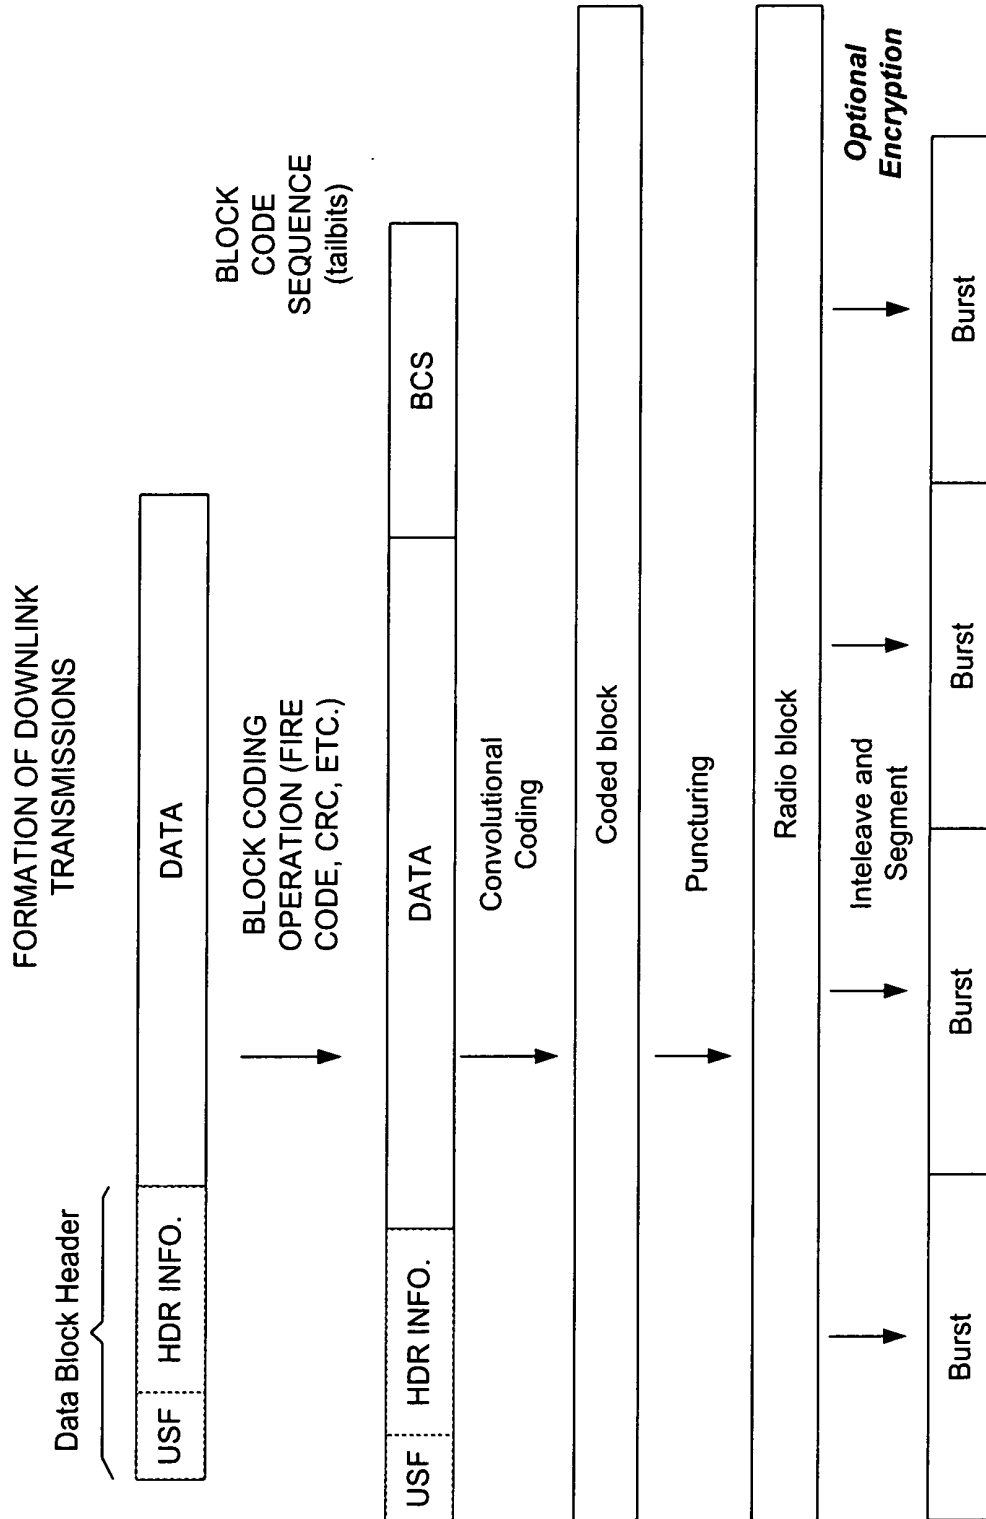 FORMATION OF DOWNLINK
TRANSMISSIONS
Data Block Header
USF
HDR INFO.
DATA
BLOCK CODING
OPERATION (FIRE
CODE, CRC, ETC.)
BLOCK
CODE
SEQUENCE
(tailbits)
USF
HDR INFO.
DATA
BCS
Convolutional
Coding
Coded block
Puncturing
Radio block
Inteleave and
Segment
Optional
Encryption
Burst
Burst
Burst
Burst